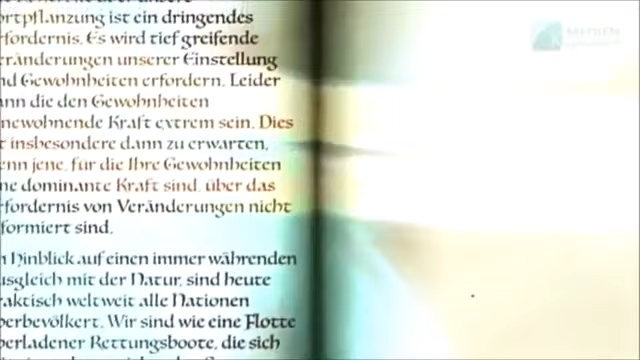 ortpflanzung ist ein dringendes
fordernis. Es wird tief greifende
eränderungen unserer Einstellung
nd Gewohnheiten erfordern. Leider
ann die den Gewohnheiten
newohnende Kraft extrem sein. Dies
t insbesondere dann zu erwarten,
enn jene, für die Ihre Gewohnheiten
ne dominante Kraft sind, über das
fordernis von Veränderungen nicht
formiert sind.
n Hinblick auf einen immer währenden
usgleich mit der Natur, sind heute
raktisch weltweit alle Nationen
berbevölkert. Wir sind wie eine Flotte
berladener Rettungsboote, die sich